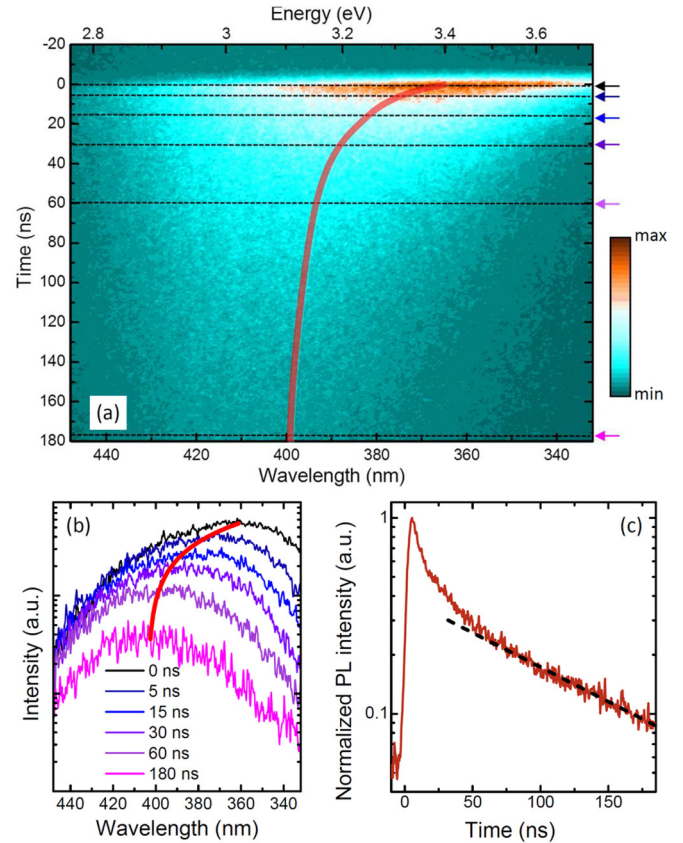 Energy (eV)
2.8 3 3.2 3.4 3.6
-20
0
20
40
60
80
100
120
140
160
180
Time (ns)
(a)
440 420 400 380 360 340
Wavelength (nm)
max
min
(b)
Intensity (a.u.)
0 ns
5 ns
15 ns
30 ns
60 ns
180 ns
440 420 400 380 360 340
Wavelength (nm)
(c)
Normalized PL intensity (a.u.)
1
0.1
0 50 100 150
Time (ns)